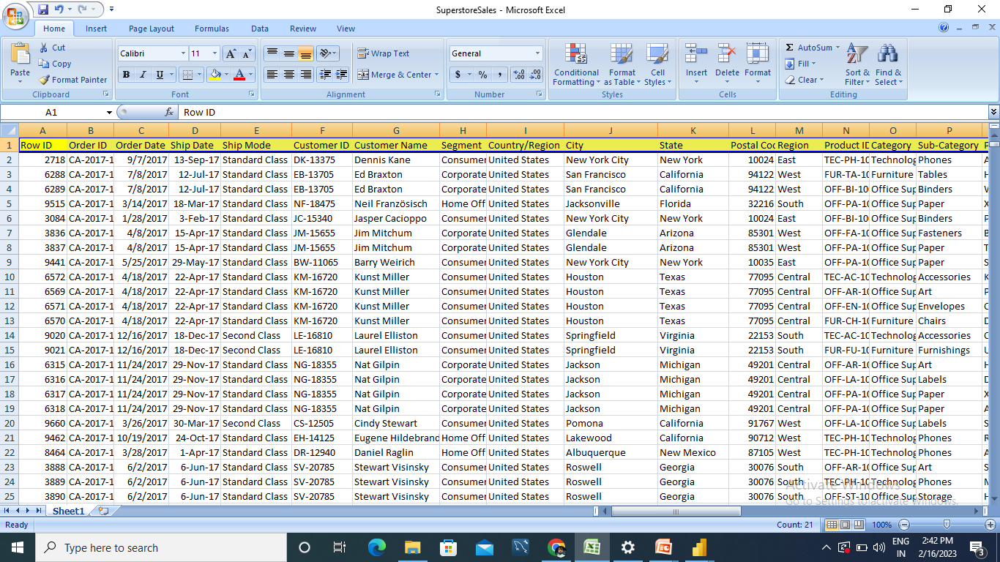 SuperstoreSales - Microsoft Excel
Home Insert Page Layout Formulas Data Review View
Paste Cut Copy Format Painter Clipboard
Calibri 11 A A B I U A Font
Wrap Text Merge & Center Alignment
General $ % , .00 .0 Number
Conditional Formatting Format as Table Cell Styles Styles
Insert Delete Format Cells
Σ AutoSum Fill Clear Sort & Filter Find & Select Editing
A1 fx Row ID
A B C D E F G H I J K L M N O P
1 Row ID Order ID Order Date Ship Date Ship Mode Customer ID Customer Name Segment Country/Region City State Postal Co Region Product ID Category Sub-Category P
2 2718 CA-2017-1 9/7/2017 13-Sep-17 Standard Class DK-13375 Dennis Kane Consumer United States New York City New York 10024 East TEC-PH-10 Technolog Phones A
3 6288 CA-2017-1 7/8/2017 12-Jul-17 Standard Class EB-13705 Ed Braxton Corporate United States San Francisco California 94122 West FUR-TA-10 Furniture Tables H
4 6289 CA-2017-1 7/8/2017 12-Jul-17 Standard Class EB-13705 Ed Braxton Corporate United States San Francisco California 94122 West OFF-BI-10 Office Sup Binders W
5 9515 CA-2017-1 3/14/2017 18-Mar-17 Standard Class NF-18475 Neil Französisch Home Off United States Jacksonville Florida 32216 South OFF-PA-10 Office Sup Paper X
6 3084 CA-2017-1 1/28/2017 3-Feb-17 Standard Class JC-15340 Jasper Cacioppo Consumer United States New York City New York 10024 East OFF-BI-10 Office Sup Binders P
7 3836 CA-2017-1 4/8/2017 15-Apr-17 Standard Class JM-15655 Jim Mitchum Corporate United States Glendale Arizona 85301 West OFF-FA-10 Office Sup Fasteners B
8 3837 CA-2017-1 4/8/2017 15-Apr-17 Standard Class JM-15655 Jim Mitchum Corporate United States Glendale Arizona 85301 West OFF-PA-10 Office Sup Paper T
9 9441 CA-2017-1 5/25/2017 29-May-17 Standard Class BW-11065 Barry Weirich Consumer United States New York City New York 10035 East OFF-PA-10 Office Sup Paper S
10 6572 CA-2017-1 4/18/2017 22-Apr-17 Standard Class KM-16720 Kunst Miller Consumer United States Houston Texas 77095 Central TEC-AC-10 Technolog Accessories K
11 6569 CA-2017-1 4/18/2017 22-Apr-17 Standard Class KM-16720 Kunst Miller Consumer United States Houston Texas 77095 Central OFF-AR-10 Office Sup Art P
12 6571 CA-2017-1 4/18/2017 22-Apr-17 Standard Class KM-16720 Kunst Miller Consumer United States Houston Texas 77095 Central OFF-EN-10 Office Sup Envelopes C
13 6570 CA-2017-1 4/18/2017 22-Apr-17 Standard Class KM-16720 Kunst Miller Consumer United States Houston Texas 77095 Central FUR-CH-10 Furniture Chairs D
14 9020 CA-2017-1 12/16/2017 18-Dec-17 Second Class LE-16810 Laurel Elliston Consumer United States Springfield Virginia 22153 South TEC-AC-10 Technolog Accessories C
15 9021 CA-2017-1 12/16/2017 18-Dec-17 Second Class LE-16810 Laurel Elliston Consumer United States Springfield Virginia 22153 South FUR-FU-10 Furniture Furnishings U
16 6315 CA-2017-1 11/24/2017 29-Nov-17 Standard Class NG-18355 Nat Gilpin Corporate United States Jackson Michigan 49201 Central OFF-AR-10 Office Sup Art H
17 6316 CA-2017-1 11/24/2017 29-Nov-17 Standard Class NG-18355 Nat Gilpin Corporate United States Jackson Michigan 49201 Central OFF-LA-10 Office Sup Labels D
18 6317 CA-2017-1 11/24/2017 29-Nov-17 Standard Class NG-18355 Nat Gilpin Corporate United States Jackson Michigan 49201 Central OFF-PA-10 Office Sup Paper X
19 6318 CA-2017-1 11/24/2017 29-Nov-17 Standard Class NG-18355 Nat Gilpin Corporate United States Jackson Michigan 49201 Central OFF-PA-10 Office Sup Paper A
20 9660 CA-2017-1 3/26/2017 30-Mar-17 Second Class CS-12505 Cindy Stewart Consumer United States Pomona California 91767 West OFF-LA-10 Office Sup Labels S
21 9462 CA-2017-1 10/19/2017 24-Oct-17 Standard Class EH-14125 Eugene Hildebrand Home Off United States Lakewood California 90712 West TEC-PH-10 Technolog Phones R
22 8464 CA-2017-1 3/28/2017 1-Apr-17 Standard Class DR-12940 Daniel Raglin Home Off United States Albuquerque New Mexico 87105 West TEC-PH-10 Technolog Phones A
23 3888 CA-2017-1 6/2/2017 6-Jun-17 Standard Class SV-20785 Stewart Visinsky Consumer United States Roswell Georgia 30076 South OFF-AR-10 Office Sup Art S
24 3889 CA-2017-1 6/2/2017 6-Jun-17 Standard Class SV-20785 Stewart Visinsky Consumer United States Roswell Georgia 30076 South TEC-PH-10 Technolog Phones M
25 3890 CA-2017-1 6/2/2017 6-Jun-17 Standard Class SV-20785 Stewart Visinsky Consumer United States Roswell Georgia 30076 South OFF-ST-10 Office Sup Storage H
Activate Windows
Go to Settings to activate Windows.
Sheet1
Ready Count: 21 100%
Type here to search
ENG 2:42 PM
IN 2/16/2023 3